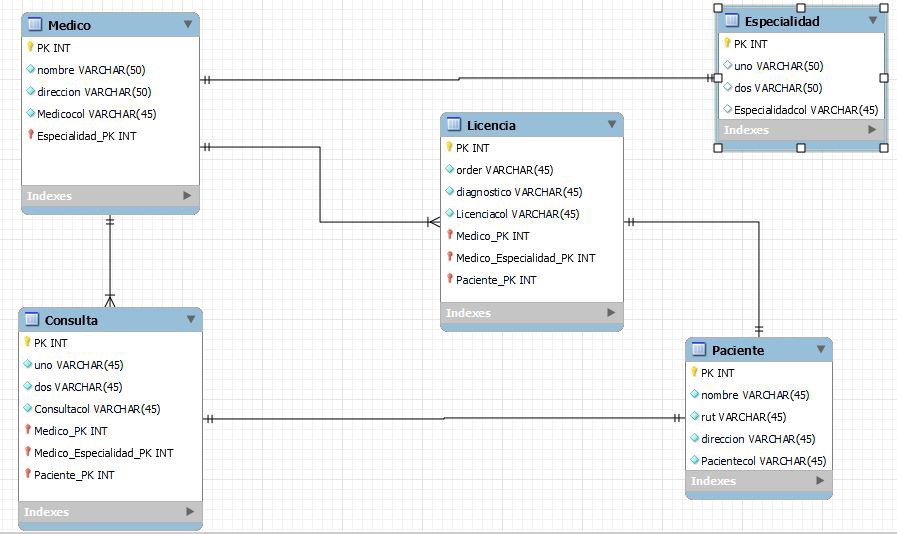 Medico
PK INT
nombre VARCHAR(50)
direccion VARCHAR(50)
Medicocol VARCHAR(45)
Especialidad_PK INT
Indexes
Especialidad
PK INT
uno VARCHAR(50)
dos VARCHAR(50)
Especialidadcol VARCHAR(45)
Indexes
Licencia
PK INT
order VARCHAR(45)
diagnostico VARCHAR(45)
Licenciacol VARCHAR(45)
Medico_PK INT
Medico_Especialidad_PK INT
Paciente_PK INT
Indexes
Consulta
PK INT
uno VARCHAR(45)
dos VARCHAR(45)
Consultacol VARCHAR(45)
Medico_PK INT
Medico_Especialidad_PK INT
Paciente_PK INT
Indexes
Paciente
PK INT
nombre VARCHAR(45)
rut VARCHAR(45)
direccion VARCHAR(45)
Pacientecol VARCHAR(45)
Indexes